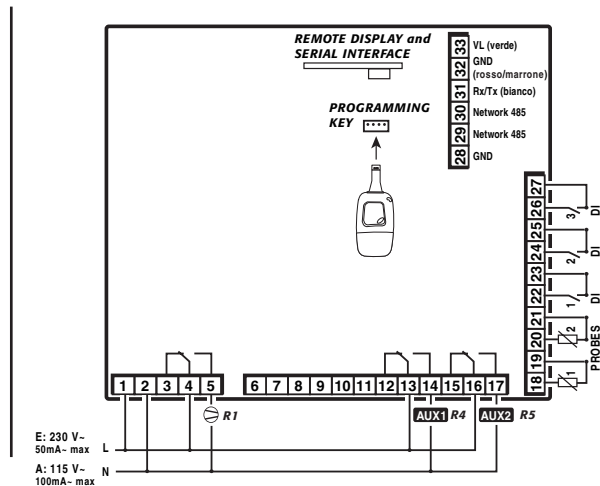 REMOTE DISPLAY and
SERIAL INTERFACE
PROGRAMMING
KEY
33 VL (verde)
32 GND
(rosso/marrone)
31 Rx/Tx (bianco)
30 Network 485
29 Network 485
28 GND
27
26
25
24
23
22
21
20
19
18
3 DI
2 DI
1 DI
2
1
PROBES
1 2 3 4 5
6 7 8 9 10 11 12 13 14 15 16 17
R1
AUX1 R4
AUX2 R5
E: 230 V~
50mA~ max
L
A: 115 V~
100mA~ max
N